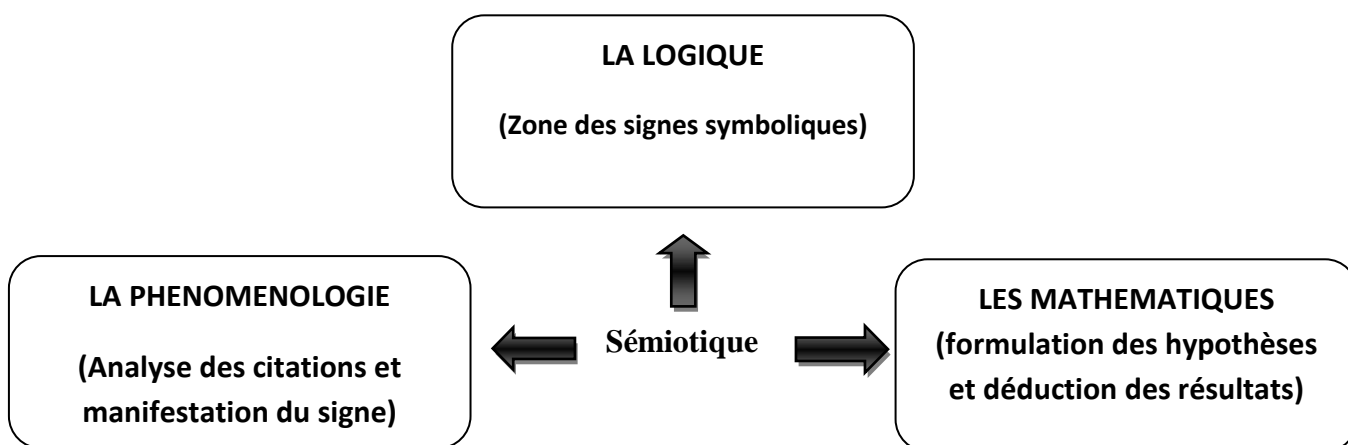 LA LOGIQUE
(Zone des signes symboliques)
LA PHENOMENOLOGIE
(Analyse des citations et
manifestation du signe)
Sémiotique
LES MATHEMATIQUES
(formulation des hypothèses
et déduction des résultats)